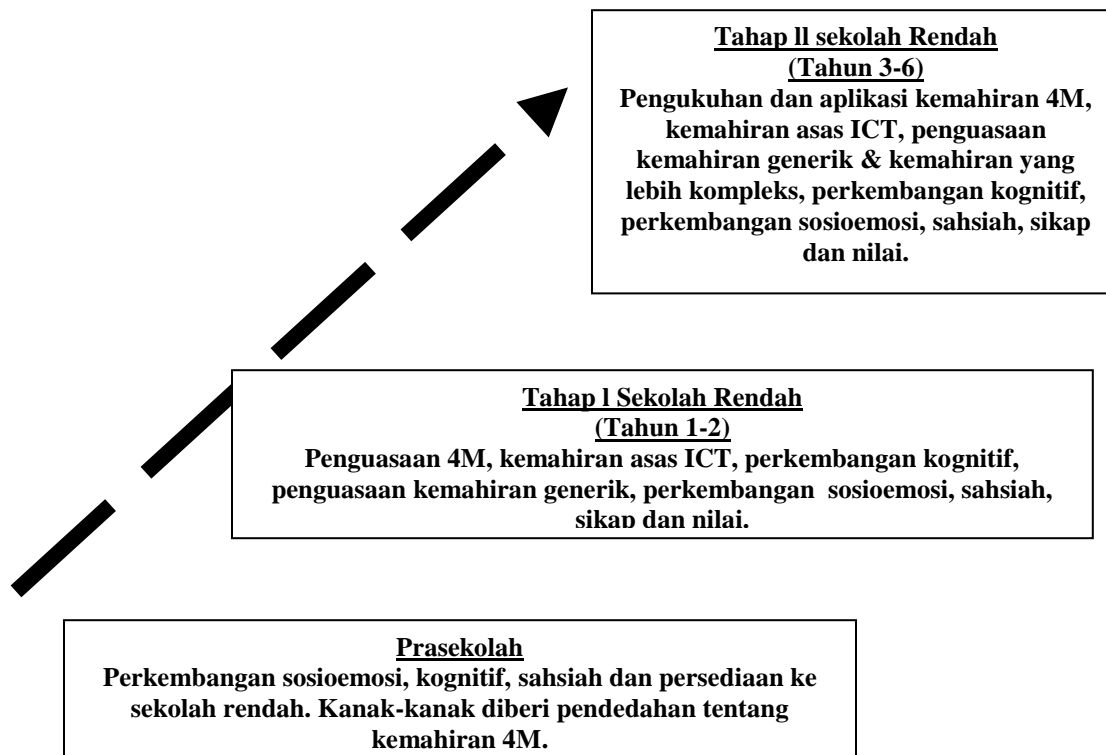 Tahap ll sekolah Rendah
(Tahun 3-6)
Pengukuhan dan aplikasi kemahiran 4M,
kemahiran asas ICT, penguasaan
kemahiran generik & kemahiran yang
lebih kompleks, perkembangan kognitif,
perkembangan sosioemosi, sahsiah, sikap
dan nilai.
Tahap l Sekolah Rendah
(Tahun 1-2)
Penguasaan 4M, kemahiran asas ICT, perkembangan kognitif,
penguasaan kemahiran generik, perkembangan sosioemosi, sahsiah,
sikap dan nilai.
Prasekolah
Perkembangan sosioemosi, kognitif, sahsiah dan persediaan ke
sekolah rendah. Kanak-kanak diberi pendedahan tentang
kemahiran 4M.